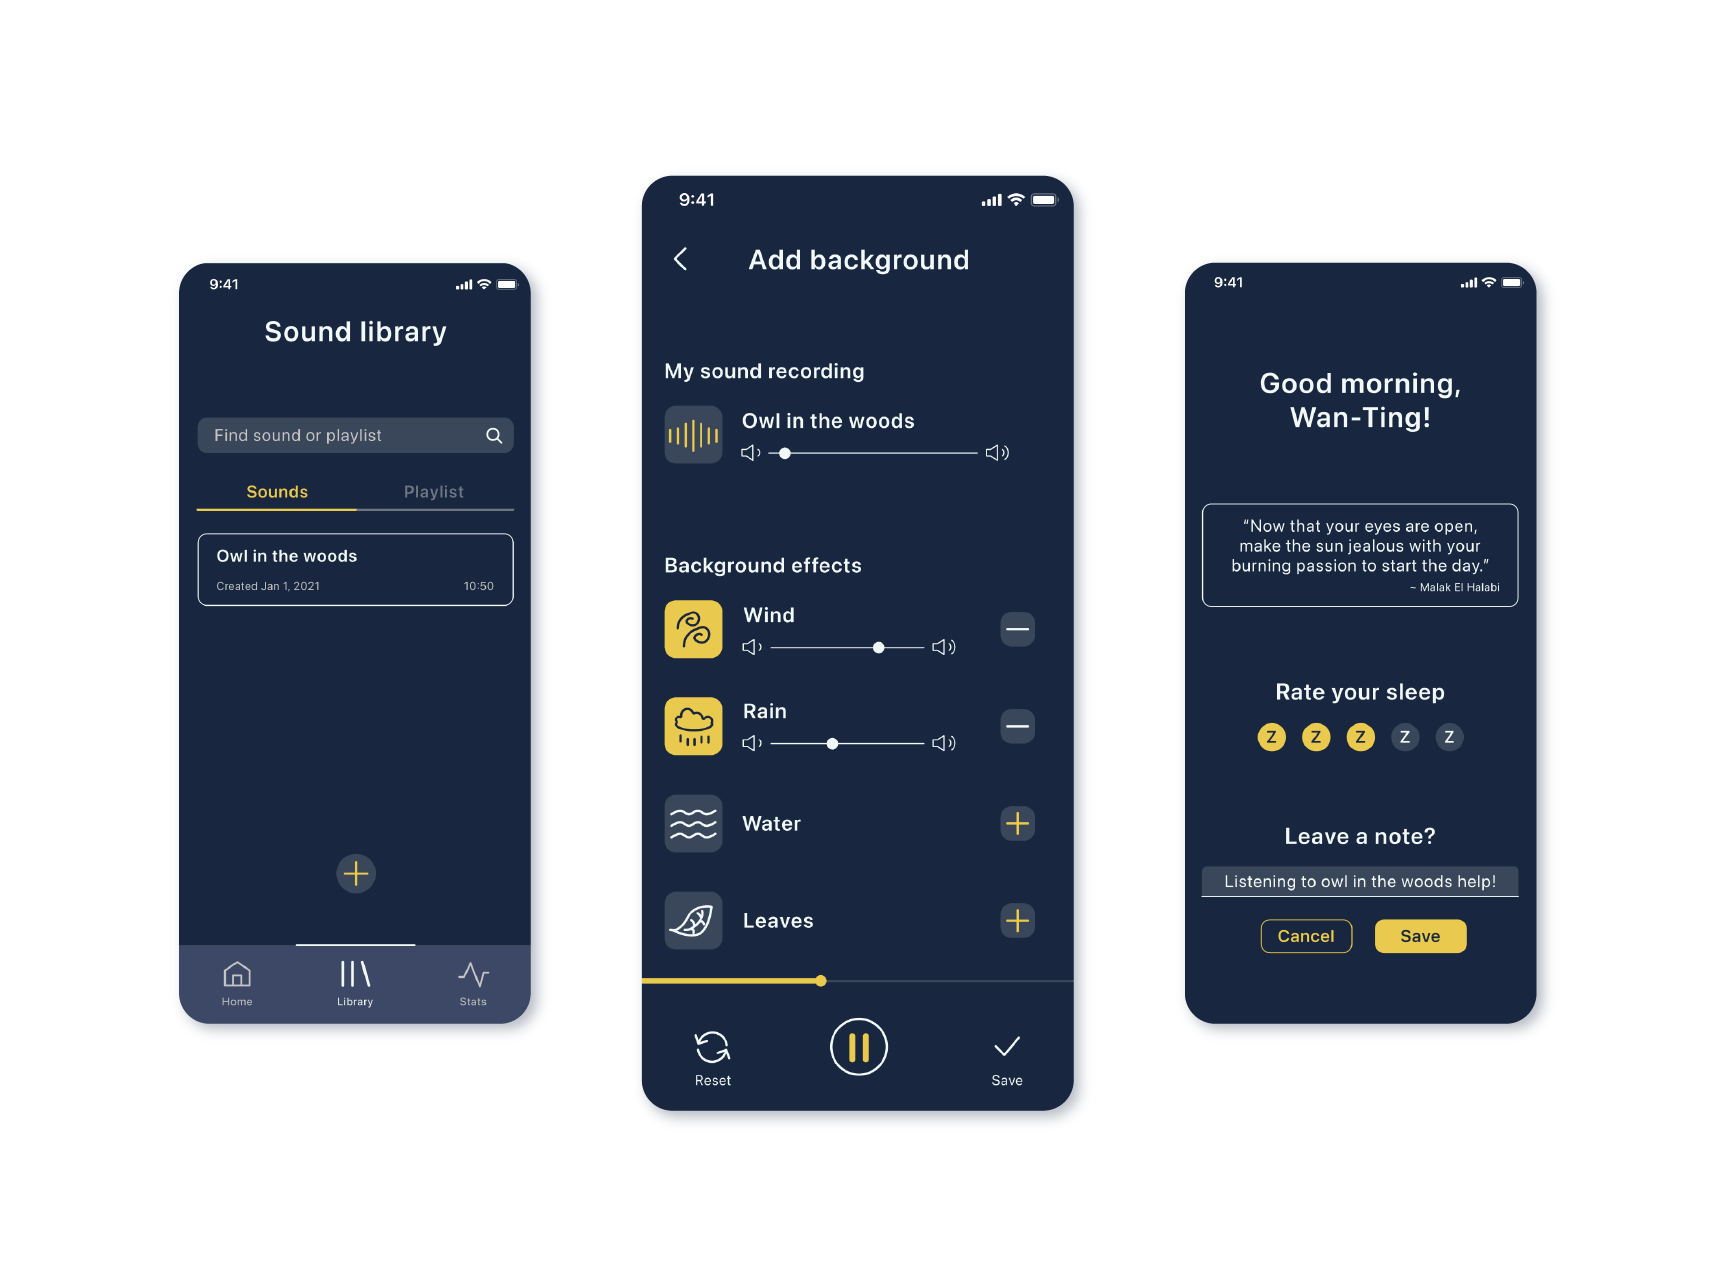 9:41
Sound library
Find sound or playlist
Sounds Playlist
Owl in the woods
Created Jan 1, 2021 10:50
Home Library Stats
9:41
Add background
My sound recording
Owl in the woods
Background effects
Wind
Rain
Water
Leaves
Reset Save
9:41
Good morning,
Wan-Ting!
“Now that your eyes are open,
make the sun jealous with your
burning passion to start the day.”
~ Malak El Halabi
Rate your sleep
Z Z Z Z Z
Leave a note?
Listening to owl in the woods help!
Cancel Save